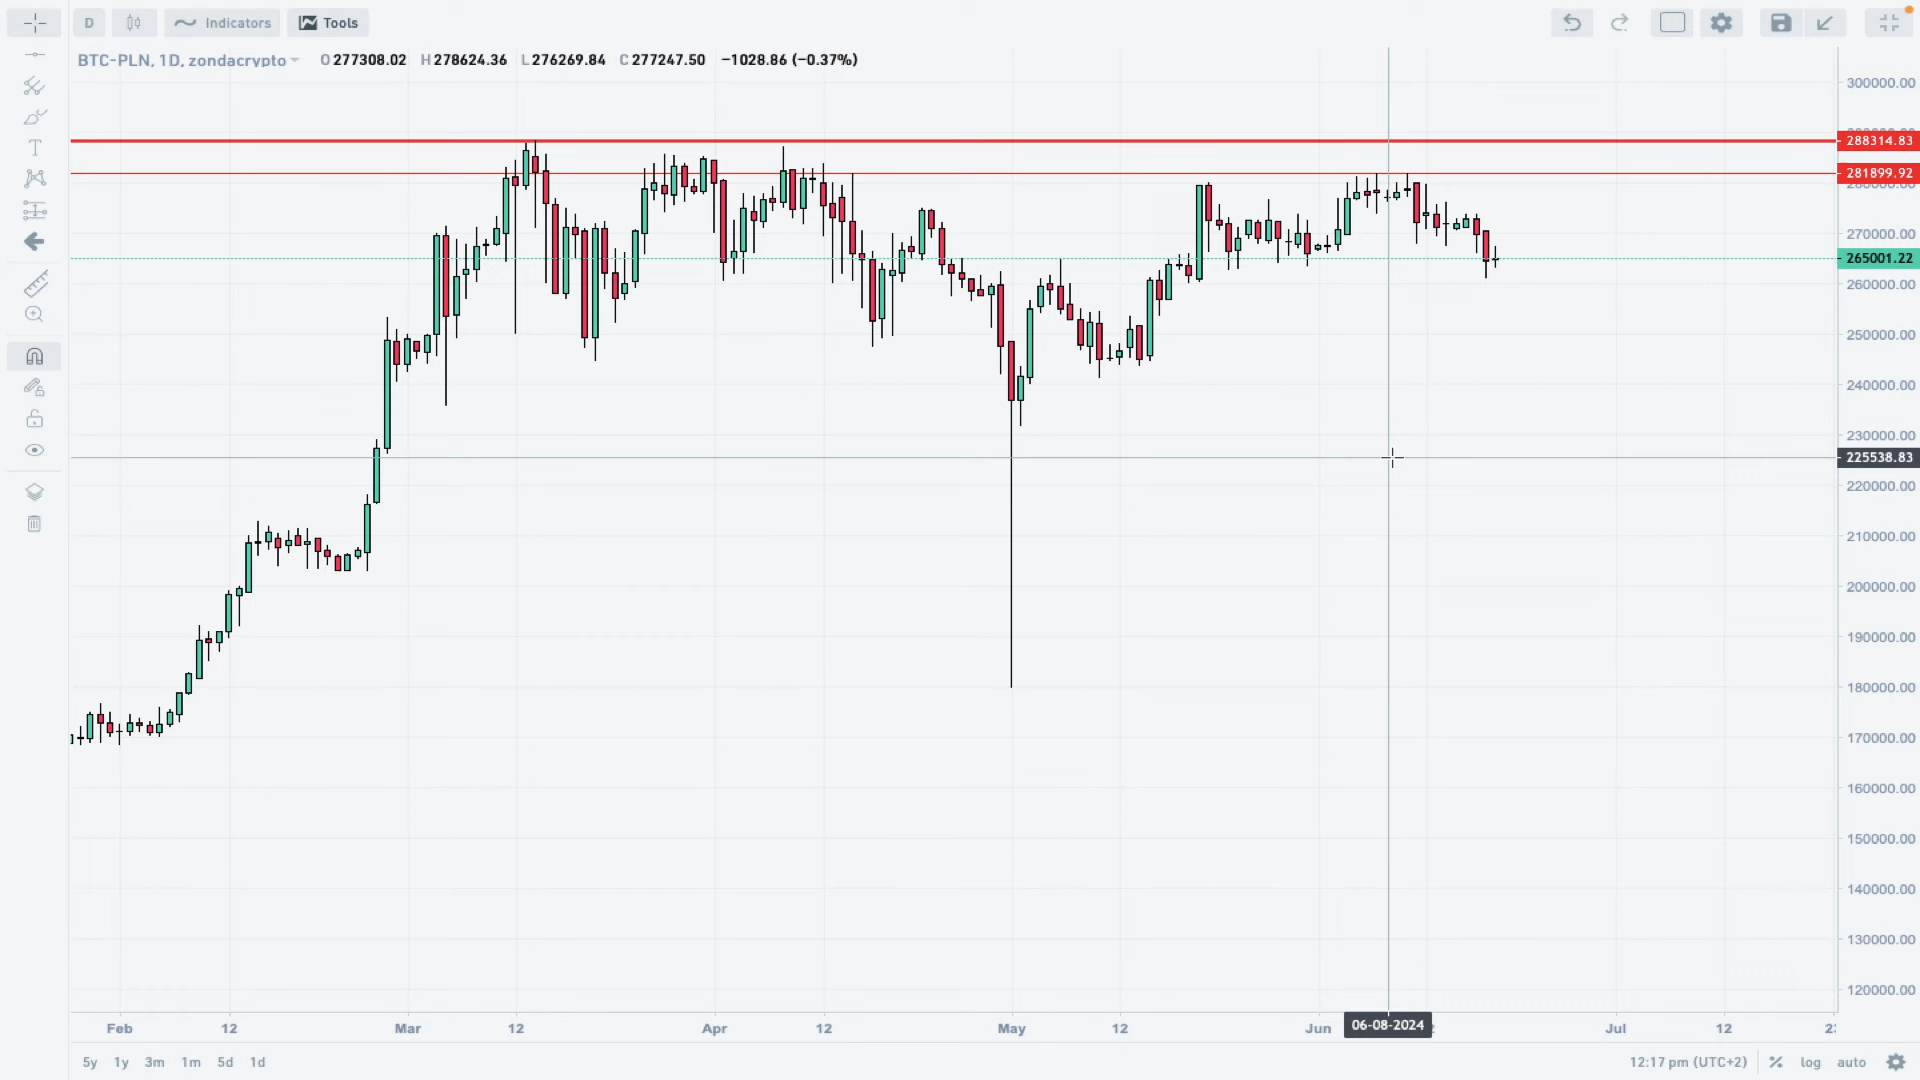 D
Indicators
Tools
BTC-PLN, 1D, zondacrypto
O 277308.02 H 278624.36 L 276269.84 C 277247.50 −1028.86 (−0.37%)
T
300000.00
288314.83
281899.92
270000.00
265001.22
260000.00
250000.00
240000.00
230000.00
225538.83
220000.00
210000.00
200000.00
190000.00
180000.00
170000.00
160000.00
150000.00
140000.00
130000.00
120000.00
Feb 12 Mar 12 Apr 12 May 12 Jun 06-08-2024 Jul 12
5y 1y 3m 1m 5d 1d
12:17 pm (UTC+2) % log auto